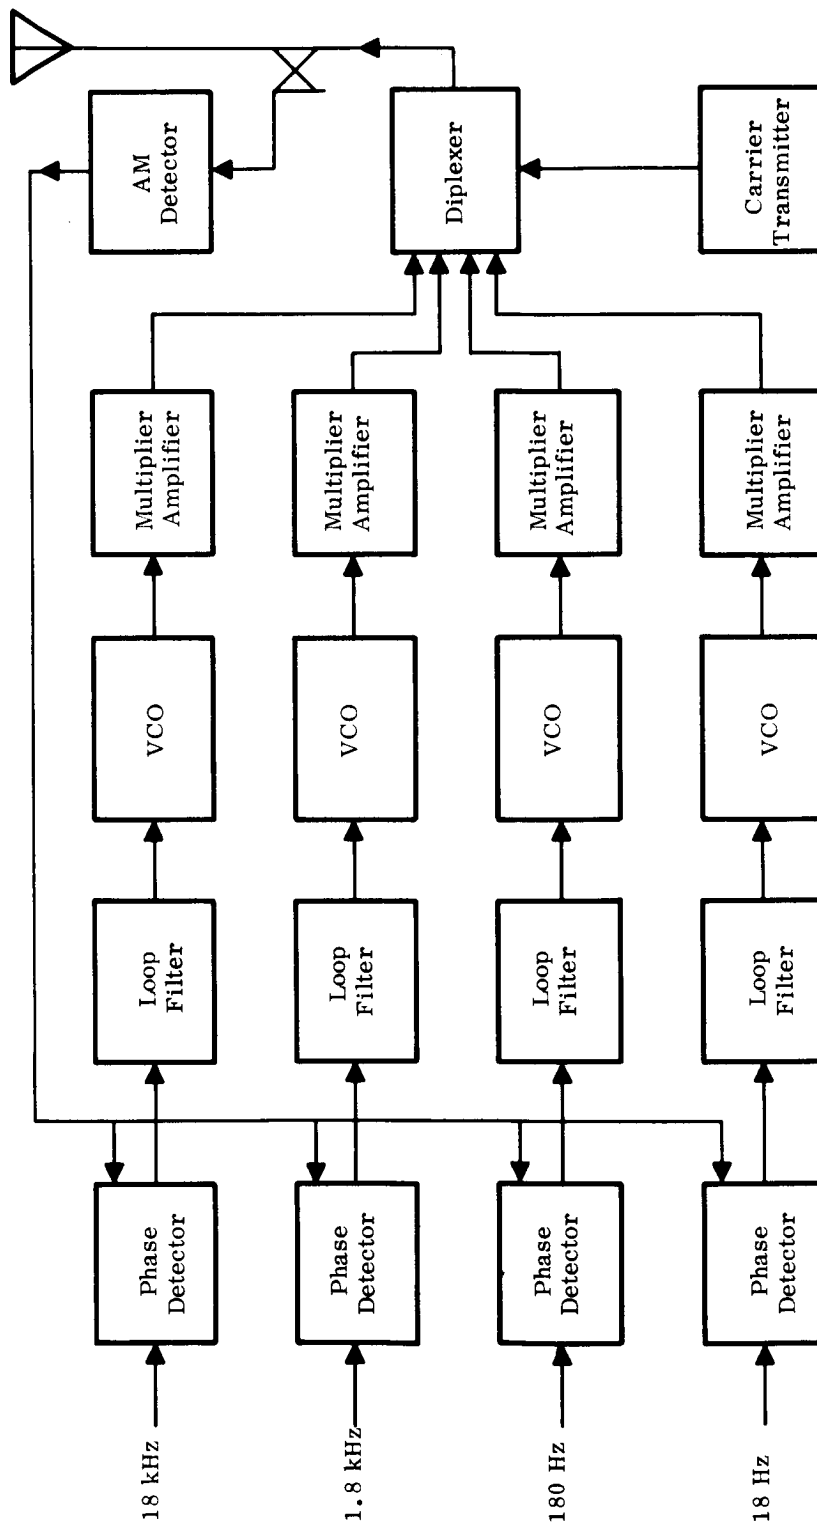 18 kHz
Phase
Detector
Loop
Filter
VCO
Multiplier
Amplifier
AM
Detector
1.8 kHz
Phase
Detector
Loop
Filter
VCO
Multiplier
Amplifier
Diplexer
180 Hz
Phase
Detector
Loop
Filter
VCO
Multiplier
Amplifier
18 Hz
Phase
Detector
Loop
Filter
VCO
Multiplier
Amplifier
Carrier
Transmitter